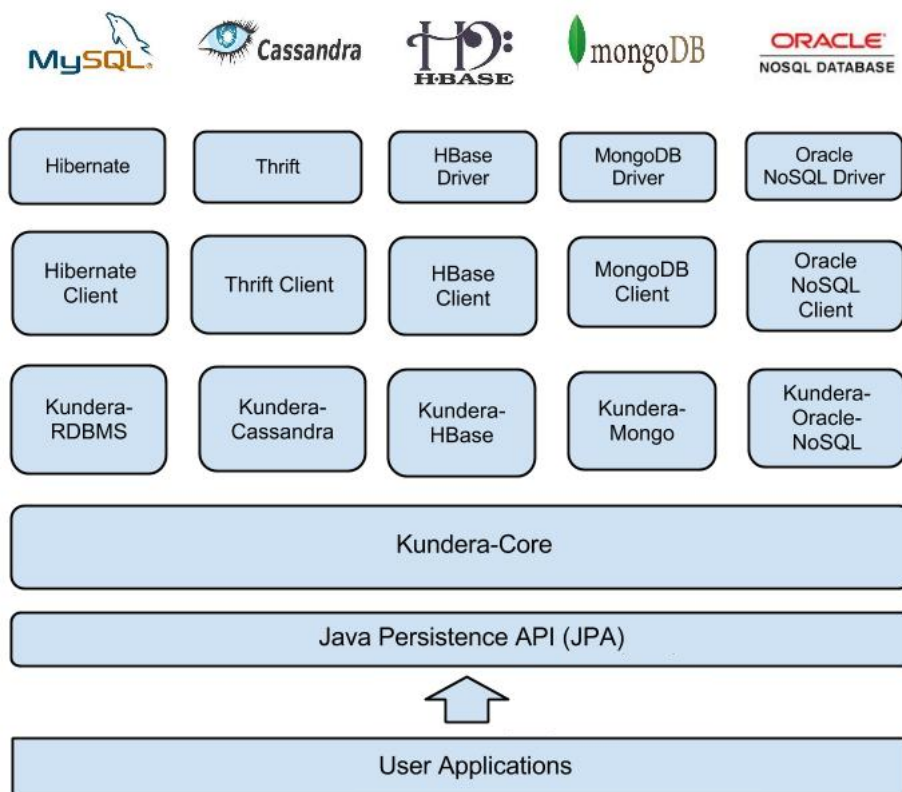 MySQL®
Cassandra
HBASE
mongoDB
ORACLE®
NOSQL DATABASE
Hibernate
Thrift
HBase
Driver
MongoDB
Driver
Oracle
NoSQL Driver
Hibernate
Client
Thrift Client
HBase
Client
MongoDB
Client
Oracle
NoSQL
Client
Kundera-
RDBMS
Kundera-
Cassandra
Kundera-
HBase
Kundera-
Mongo
Kundera-
Oracle-
NoSQL
Kundera-Core
Java Persistence API (JPA)
User Applications